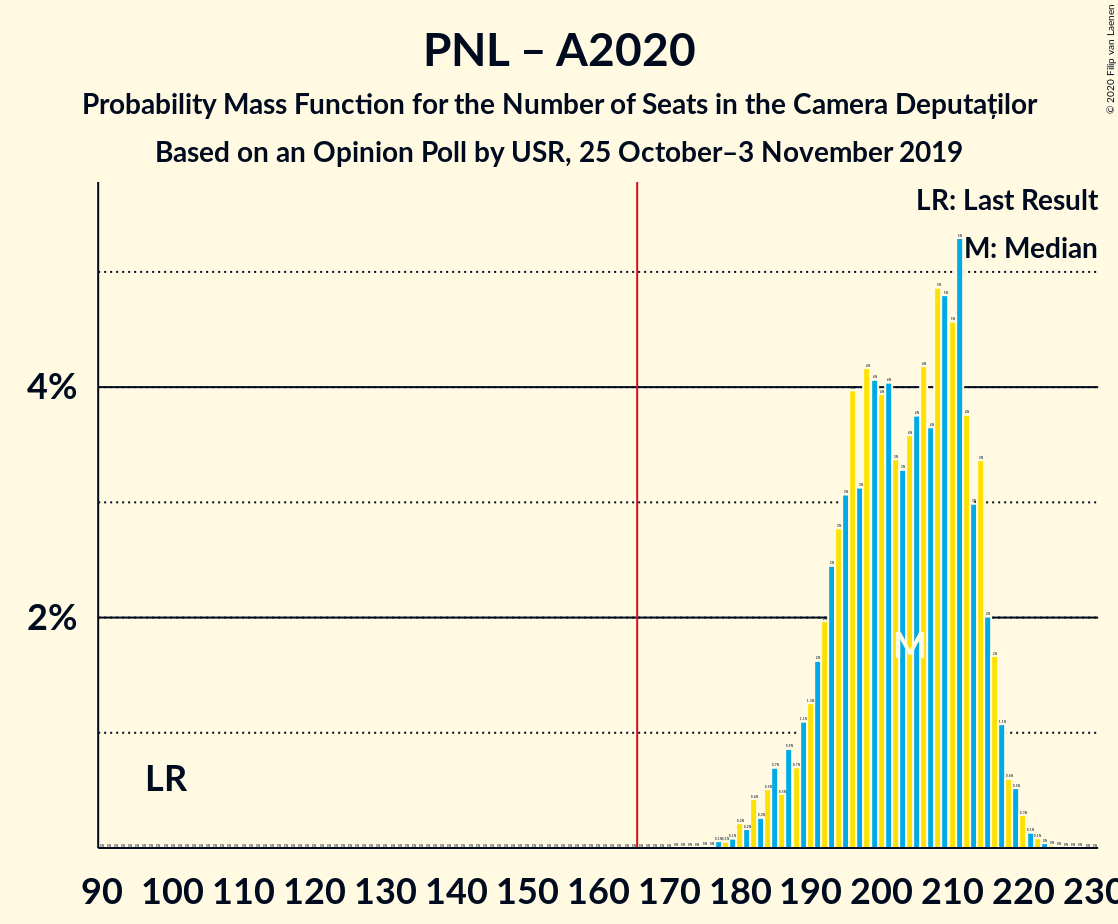 PNL – A2020
Probability Mass Function for the Number of Seats in the Camera Deputaților
Based on an Opinion Poll by USR, 25 October–3 November 2019
© 2020 Filip van Laenen
LR: Last Result
M: Median
4%
2%
M
LR
90 100 110 120 130 140 150 160 170 180 190 200 210 220 230